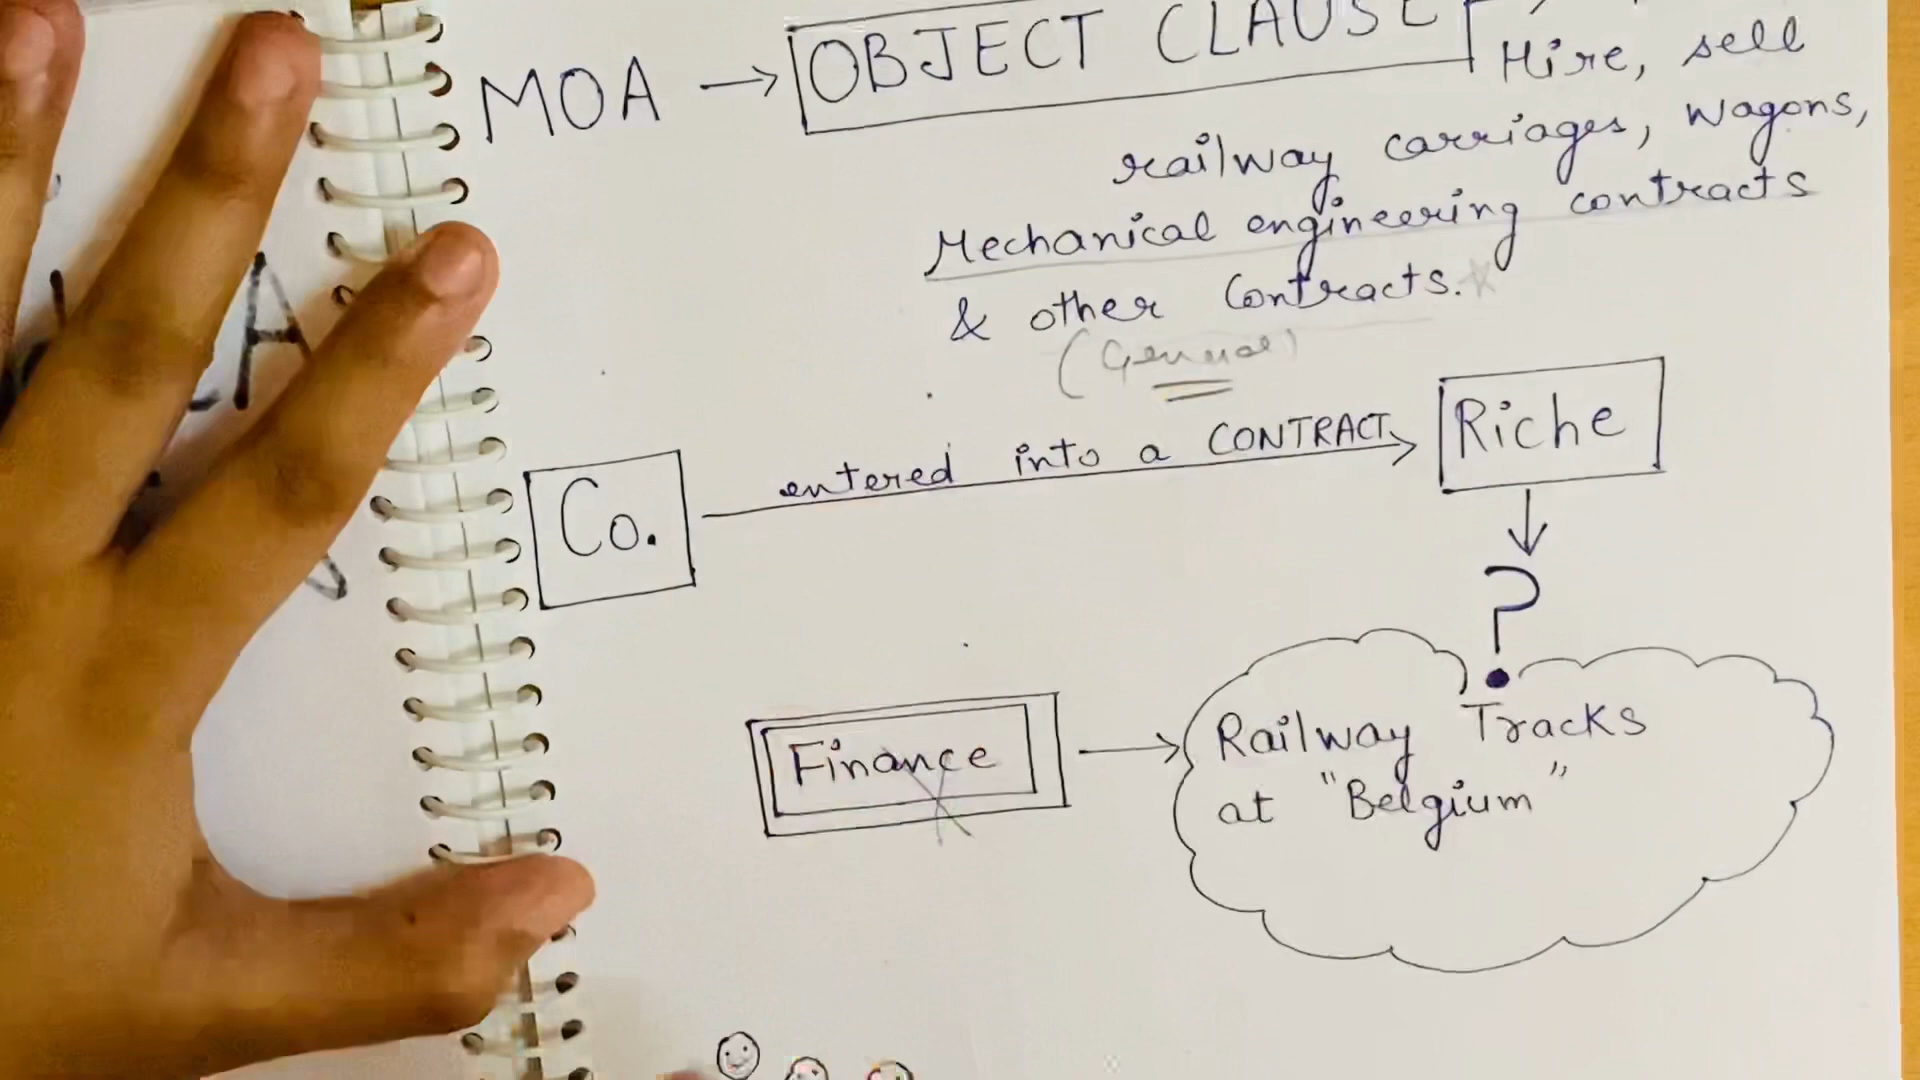 MOA → OBJECT CLAUSE
Hire, sell
railway carriages, wagons,
Mechanical engineering contracts
& other Contracts.
(General)
Co. entered into a CONTRACT → Riche
?
Finance → Railway Tracks
at "Belgium"